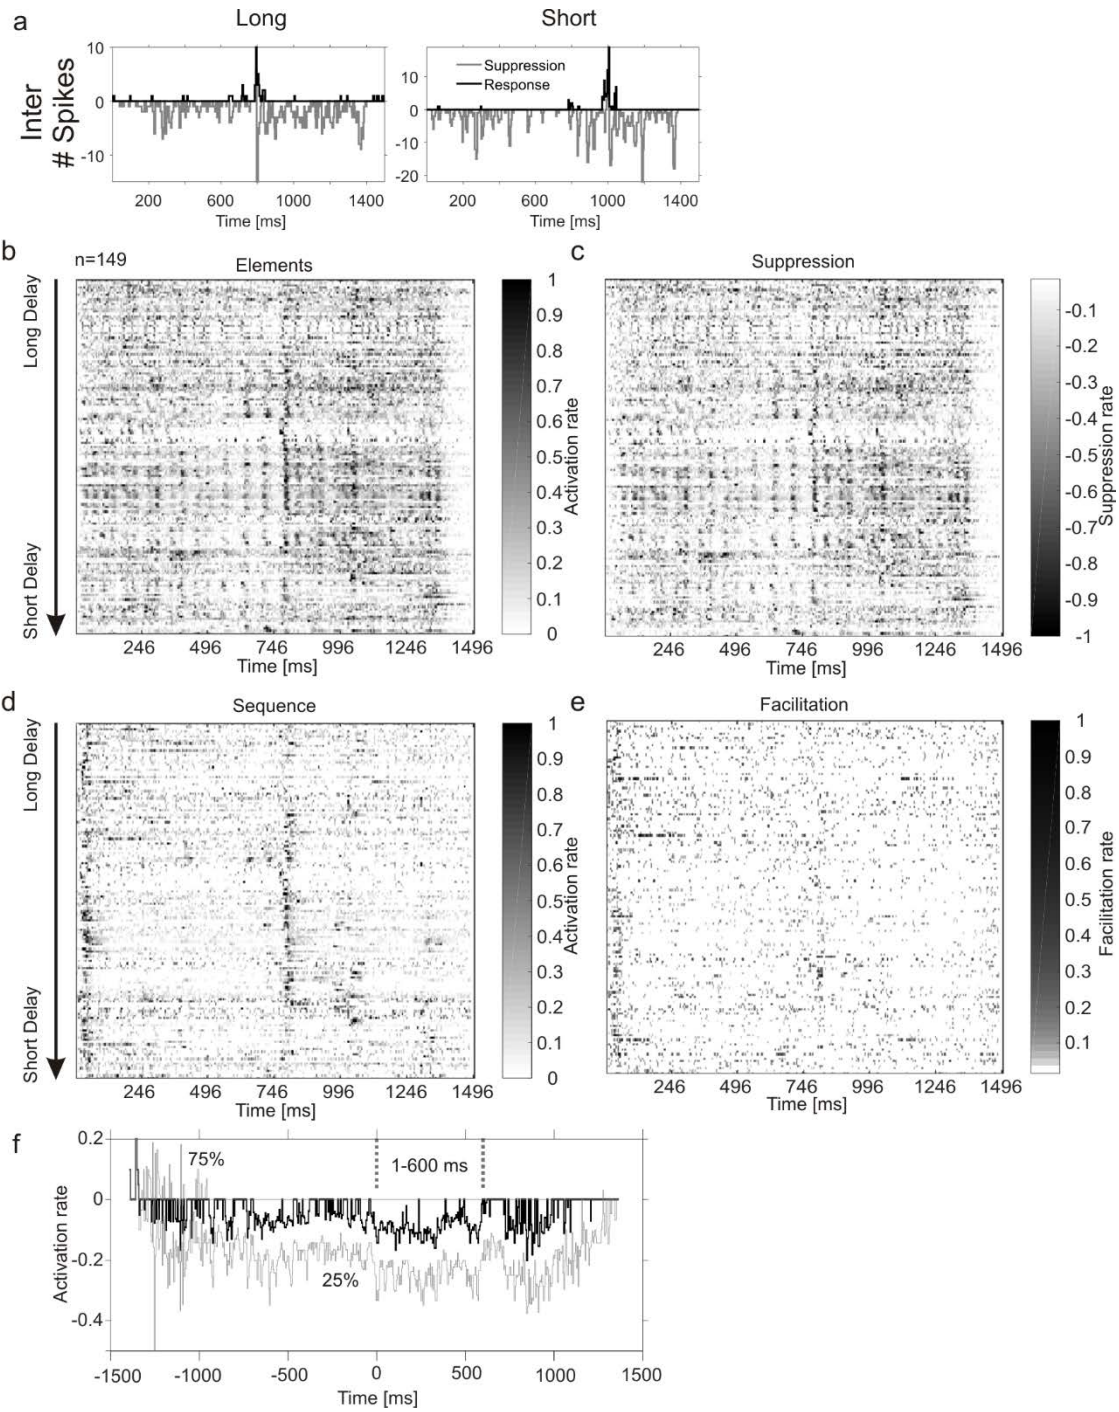 a
Long
Short
Inter
# Spikes
10
0
-10
200
600
1000
1400
Time [ms]
Suppression
Response
10
0
-10
-20
200
600
1000
1400
Time [ms]
b
n=149
Elements
Long Delay
Short Delay
246
496
746
996
1246
1496
Time [ms]
1
0.9
0.8
0.7
0.6
0.5
0.4
0.3
0.2
0.1
0
Activation rate
c
Suppression
246
496
746
996
1246
1496
Time [ms]
-0.1
-0.2
-0.3
-0.4
-0.5
-0.6
-0.7
-0.8
-0.9
-1
Suppression rate
d
Sequence
Long Delay
Short Delay
246
496
746
996
1246
1496
Time [ms]
1
0.9
0.8
0.7
0.6
0.5
0.4
0.3
0.2
0.1
0
Activation rate
e
Facilitation
246
496
746
996
1246
1496
Time [ms]
1
0.9
0.8
0.7
0.6
0.5
0.4
0.3
0.2
0.1
Facilitation rate
f
Activation rate
0.2
0
-0.2
-0.4
75%
25%
1-600 ms
-1500
-1000
-500
0
500
1000
1500
Time [ms]